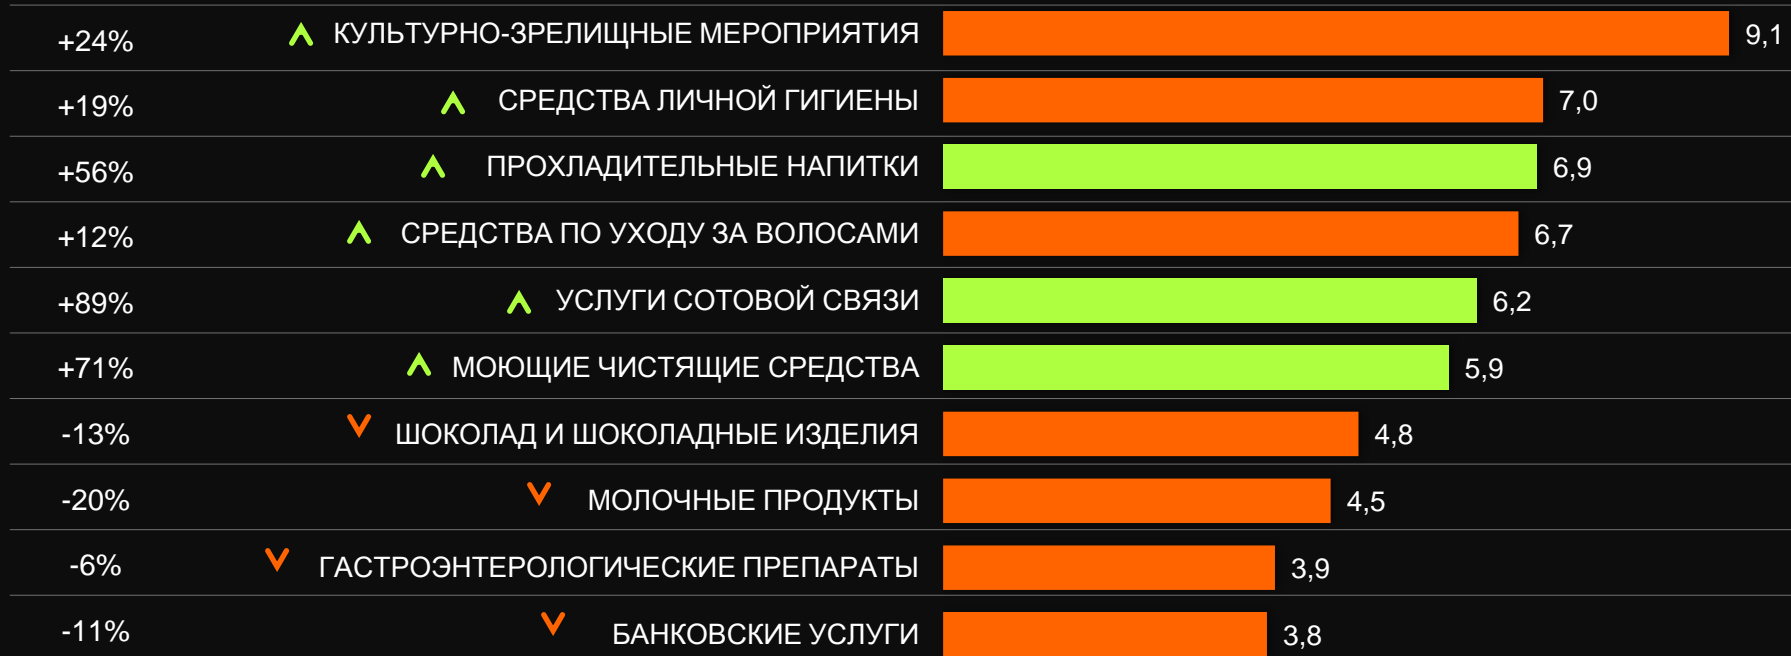 +24% КУЛЬТУРНО-ЗРЕЛИЩНЫЕ МЕРОПРИЯТИЯ 9,1
+19% СРЕДСТВА ЛИЧНОЙ ГИГИЕНЫ 7,0
+56% ПРОХЛАДИТЕЛЬНЫЕ НАПИТКИ 6,9
+12% СРЕДСТВА ПО УХОДУ ЗА ВОЛОСАМИ 6,7
+89% УСЛУГИ СОТОВОЙ СВЯЗИ 6,2
+71% МОЮЩИЕ ЧИСТЯЩИЕ СРЕДСТВА 5,9
-13% ШОКОЛАД И ШОКОЛАДНЫЕ ИЗДЕЛИЯ 4,8
-20% МОЛОЧНЫЕ ПРОДУКТЫ 4,5
-6% ГАСТРОЭНТЕРОЛОГИЧЕСКИЕ ПРЕПАРАТЫ 3,9
-11% БАНКОВСКИЕ УСЛУГИ 3,8